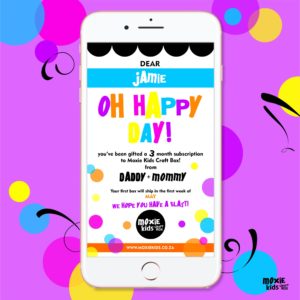 DEAR
JAMIE
OH HAPPY
DAY!
you've been gifted a 3 month subscription
to Moxie Kids Craft Box!
from
DADDY + MOMMY
Your first box will ship in the first week of
MAY
WE HOPE YOU HAVE A BLAST!
MOXIE
kids
WWW.MOXIEKIDS.CO.ZA
MOXIE
kids